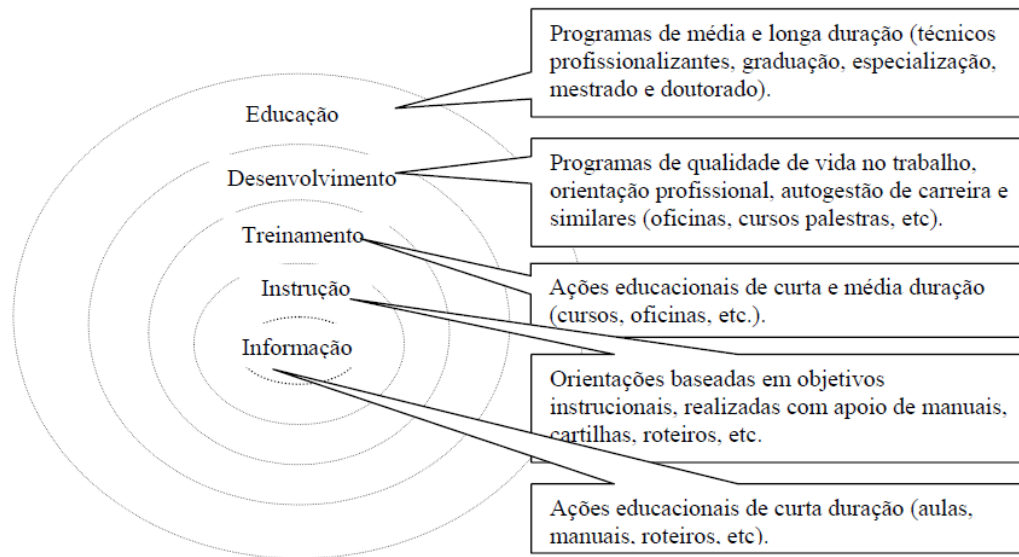 Educação
Desenvolvimento
Treinamento
Instrução
Informação
Programas de média e longa duração (técnicos
profissionalizantes, graduação, especialização,
mestrado e doutorado).
Programas de qualidade de vida no trabalho,
orientação profissional, autogestão de carreira e
similares (oficinas, cursos palestras, etc).
Ações educacionais de curta e média duração
(cursos, oficinas, etc.).
Orientações baseadas em objetivos
instrucionais, realizadas com apoio de manuais,
cartilhas, roteiros, etc.
Ações educacionais de curta duração (aulas,
manuais, roteiros, etc).